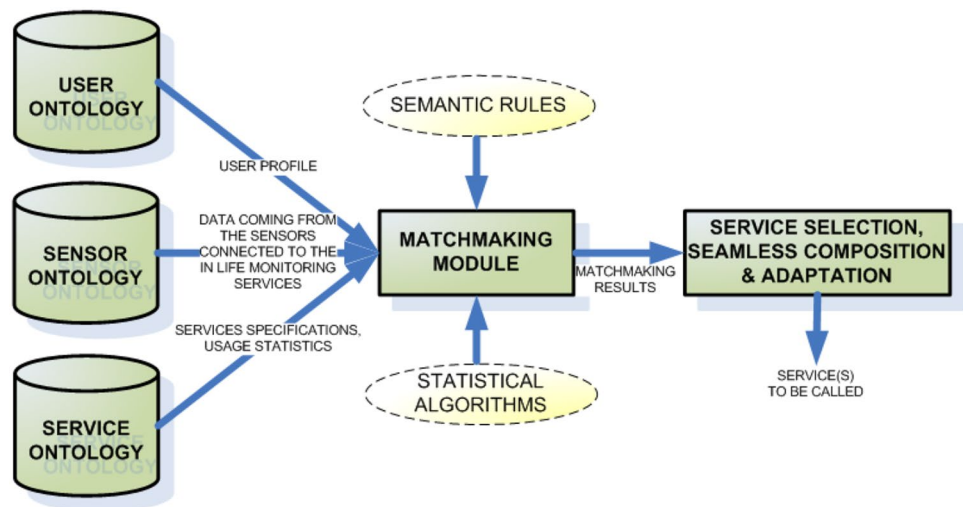 USER
ONTOLOGY
SEMANTIC RULES
USER PROFILE
SENSOR
ONTOLOGY
DATA COMING FROM
THE SENSORS
CONNECTED TO THE
IN LIFE MONITORING
SERVICES
MATCHMAKING
MODULE
MATCHMAKING
RESULTS
SERVICE SELECTION,
SEAMLESS COMPOSITION
& ADAPTATION
SERVICES SPECIFICATIONS,
USAGE STATISTICS
STATISTICAL
ALGORITHMS
SERVICE(S)
TO BE CALLED
SERVICE
ONTOLOGY